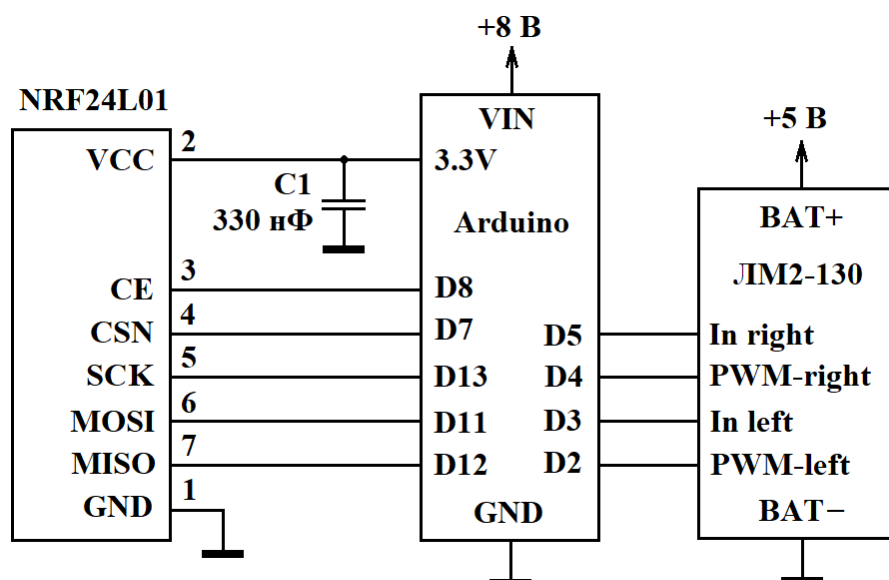 +8 В
NRF24L01
VIN
+5 В
VCC
2
3.3V
C1
330 нФ
Arduino
BAT+
ЛМ2-130
CE
3
D8
CSN
4
D7
D5
In right
SCK
5
D13
D4
PWM-right
MOSI
6
D11
D3
In left
MISO
7
D12
D2
PWM-left
GND
1
GND
BAT−